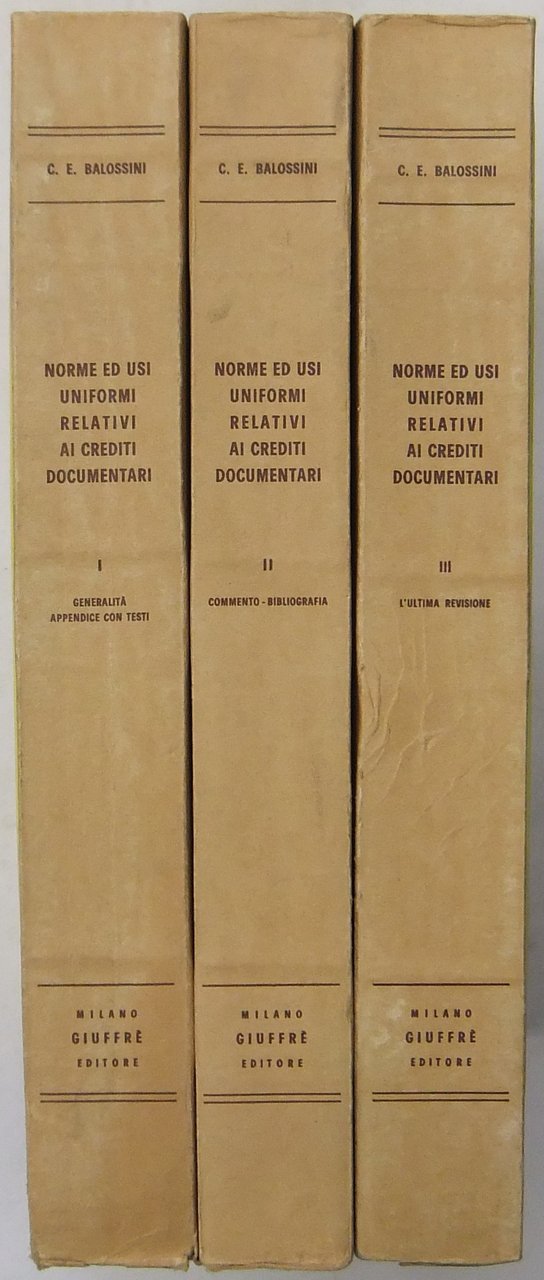 C. E. BALOSSINI
NORME ED USI
UNIFORMI
RELATIVI
AI CREDITI
DOCUMENTARI
I
GENERALITÀ
APPENDICE CON TESTI
MILANO
GIUFFRÈ
EDITORE
C. E. BALOSSINI
NORME ED USI
UNIFORMI
RELATIVI
AI CREDITI
DOCUMENTARI
II
COMMENTO - BIBLIOGRAFIA
MILANO
GIUFFRÈ
EDITORE
C. E. BALOSSINI
NORME ED USI
UNIFORMI
RELATIVI
AI CREDITI
DOCUMENTARI
III
L'ULTIMA REVISIONE
MILANO
GIUFFRÈ
EDITORE